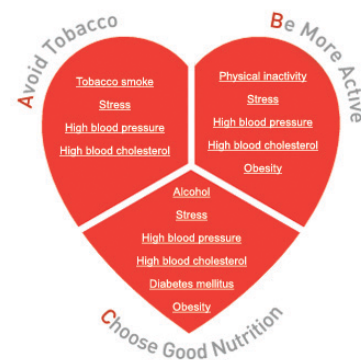 Avoid Tobacco
Tobacco smoke
Stress
High blood pressure
High blood cholesterol
Be More Active
Physical inactivity
Stress
High blood pressure
High blood cholesterol
Obesity
Alcohol
Stress
High blood pressure
High blood cholesterol
Diabetes mellitus
Obesity
Choose Good Nutrition